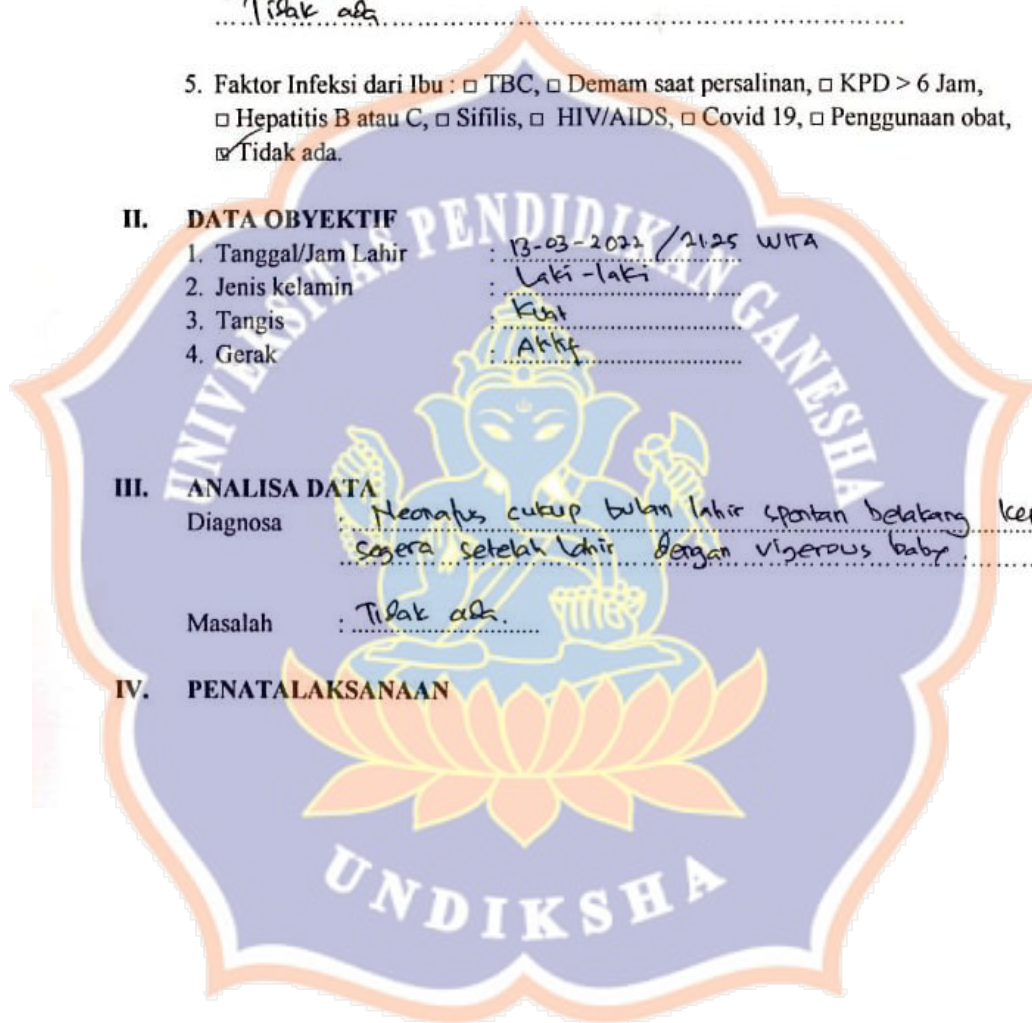 Tidak ada
5. Faktor Infeksi dari Ibu : □ TBC, □ Demam saat persalinan, □ KPD > 6 Jam,
□ Hepatitis B atau C, □ Sifilis, □ HIV/AIDS, □ Covid 19, □ Penggunaan obat,
☑ Tidak ada.
II. DATA OBYEKTIF
1. Tanggal/Jam Lahir : 13-03-2022 / 21.25 WITA
2. Jenis kelamin : Laki-laki
3. Tangis : Kuat
4. Gerak : Aktif
III. ANALISA DATA
Diagnosa : Neonatus cukup bulan lahir spontan belakang kep
segera setelah lahir dengan vigerous baby.
Masalah : Tidak ada.
IV. PENATALAKSANAAN
UNIVERSITAS PENDIDIKAN GANESHA
UNDIKSHA